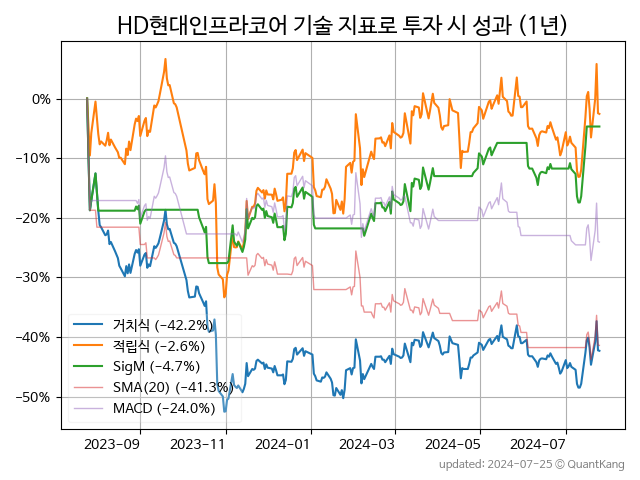 HD현대인프라코어 기술 지표로 투자 시 성과 (1년)
0%
−10%
−20%
−30%
−40%
−50%
거치식 (−42.2%)
적립식 (−2.6%)
SigM (−4.7%)
SMA(20) (−41.3%)
MACD (−24.0%)
2023−09 2023−11 2024−01 2024−03 2024−05 2024−07
updated: 2024-07-25 © QuantKang